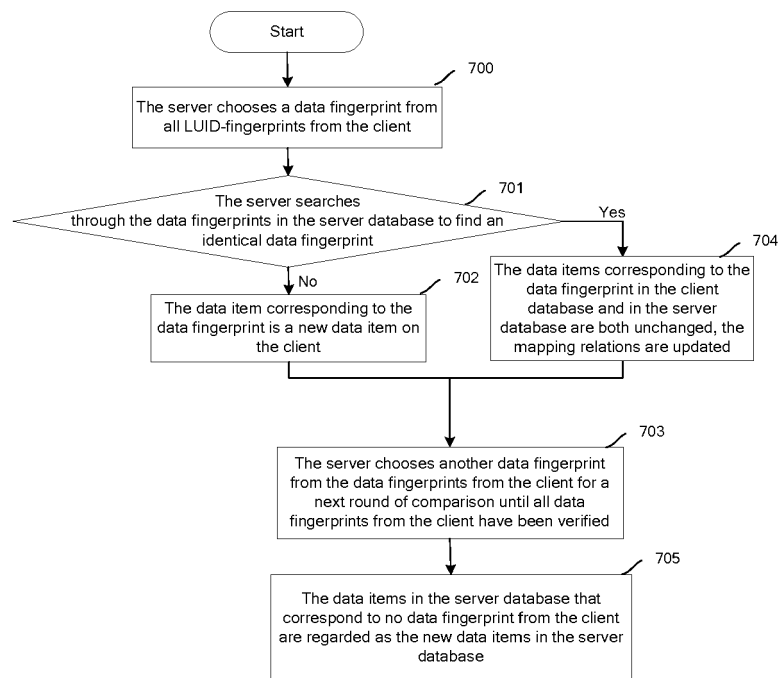 Start
700
The server chooses a data fingerprint from
all LUID-fingerprints from the client
701
The server searches
through the data fingerprints in the server database to find an
identical data fingerprint
Yes
No
704
The data items corresponding to the
data fingerprint in the client
database and in the server
database are both unchanged, the
mapping relations are updated
702
The data item corresponding to the
data fingerprint is a new data item on
the client
703
The server chooses another data fingerprint
from the data fingerprints from the client for a
next round of comparison until all data
fingerprints from the client have been verified
705
The data items in the server database that
correspond to no data fingerprint from the client
are regarded as the new data items in the server
database